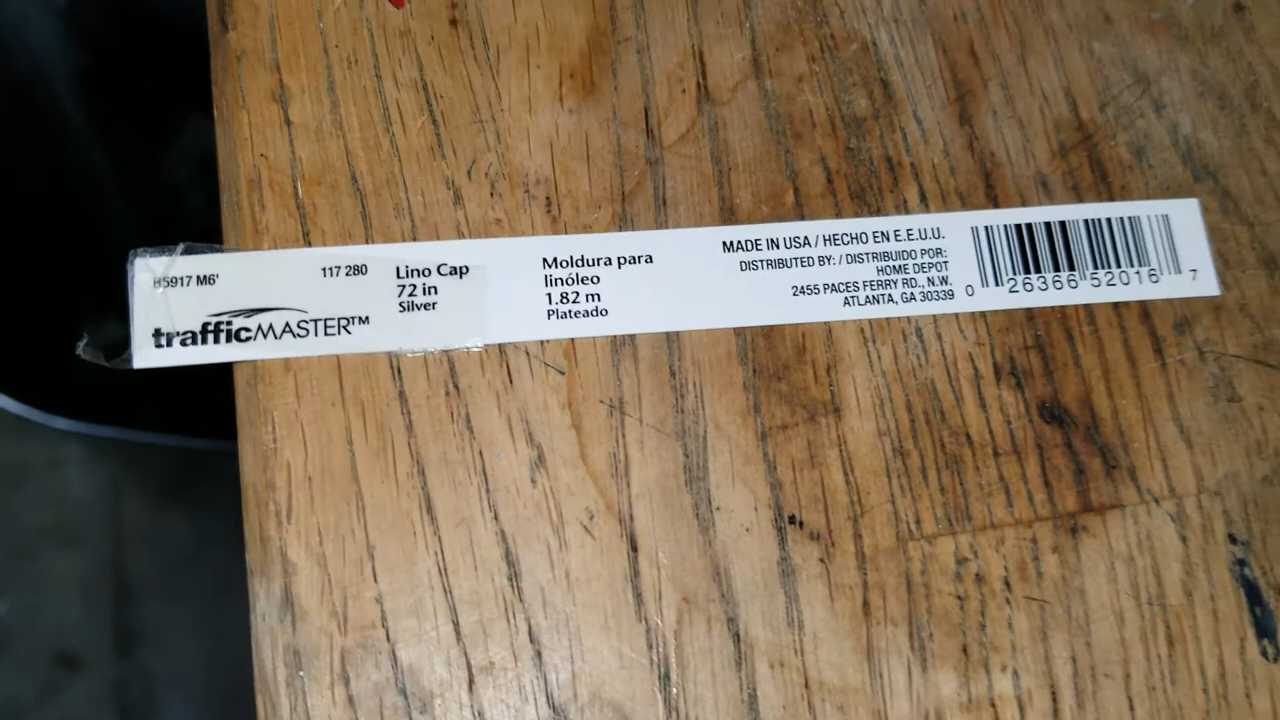 H5917 M6' 117 280
trafficMASTER™
Lino Cap
72 in
Silver
Moldura para
linóleo
1.82 m
Plateado
MADE IN USA / HECHO EN E.E.U.U.
DISTRIBUTED BY: / DISTRIBUIDO POR:
HOME DEPOT
2455 PACES FERRY RD., N.W.
ATLANTA, GA 30339
0 26366 52016 7